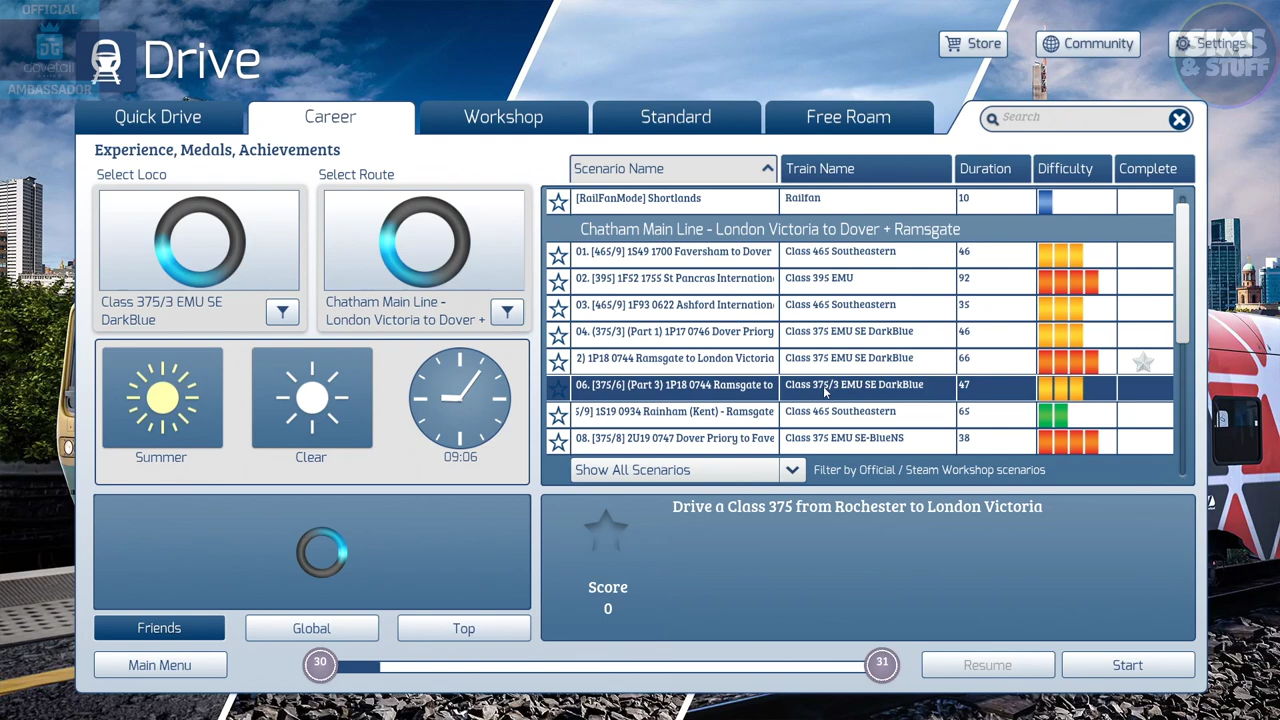 OFFICIAL
dovetail
AMBASSADOR
Drive
Store
Community
Settings
SIMS
& STUFF
Quick Drive
Career
Workshop
Standard
Free Roam
Search
Experience, Medals, Achievements
Select Loco
Select Route
Class 375/3 EMU SE
DarkBlue
Chatham Main Line -
London Victoria to Dover +
Summer
Clear
09:06
Scenario Name
Train Name
Duration
Difficulty
Complete
[RailFanMode] Shortlands
Railfan
10
Chatham Main Line - London Victoria to Dover + Ramsgate
01. [465/9] 1S49 1700 Faversham to Dover
Class 465 Southeastern
46
02. [395] 1F52 1755 St Pancras Internation
Class 395 EMU
92
03. [465/9] 1F93 0622 Ashford Internation
Class 465 Southeastern
35
04. [375/3] (Part 1) 1P17 0746 Dover Priory
Class 375 EMU SE DarkBlue
46
2) 1P18 0744 Ramsgate to London Victoria
Class 375 EMU SE DarkBlue
66
06. [375/6] (Part 3) 1P18 0744 Ramsgate to
Class 375/3 EMU SE DarkBlue
47
5/9] 1S19 0934 Rainham (Kent) - Ramsgate
Class 465 Southeastern
65
08. [375/8] 2U19 0747 Dover Priory to Fave
Class 375 EMU SE-BlueNS
38
Show All Scenarios
Filter by Official / Steam Workshop scenarios
Drive a Class 375 from Rochester to London Victoria
Score
0
Friends
Global
Top
Main Menu
30
31
Resume
Start